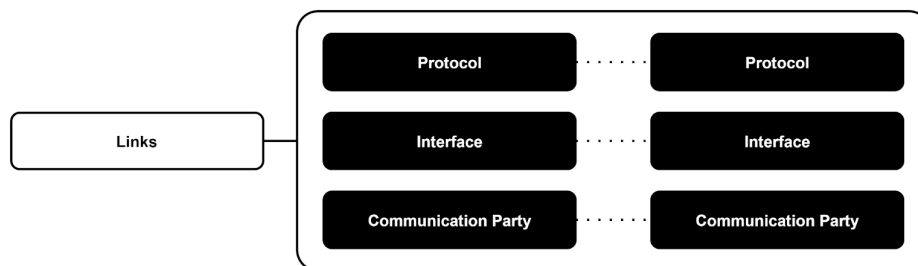 Protocol
Protocol
Links
Interface
Interface
Communication Party
Communication Party